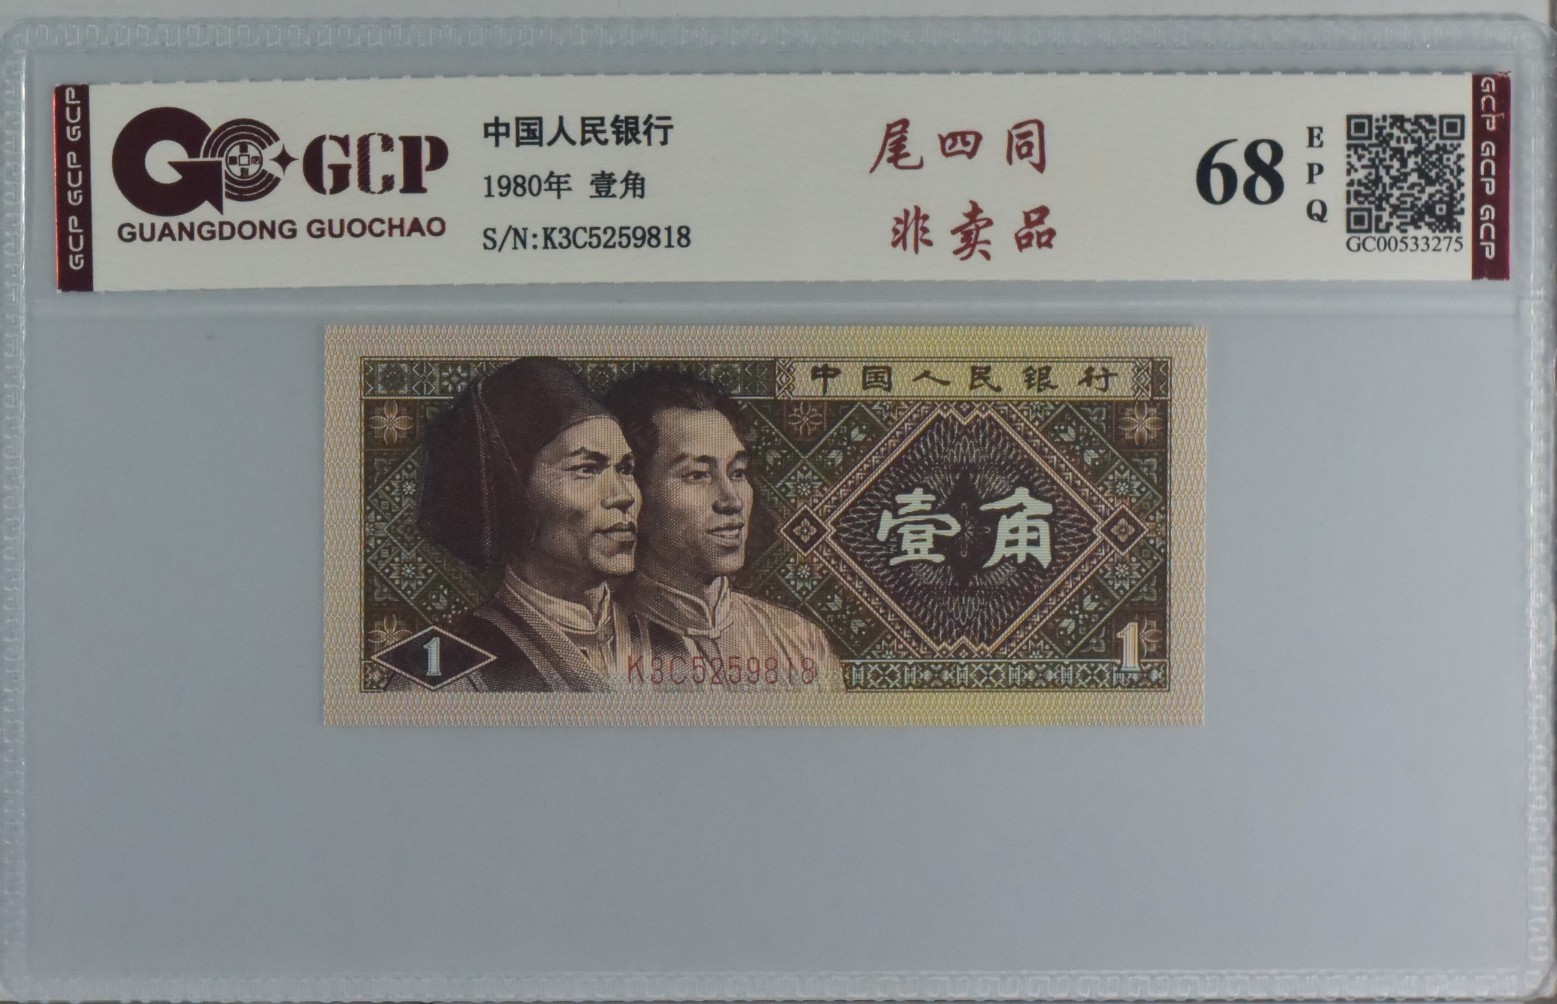 GCP GCP GCP
GCP
GUANGDONG GUOCHAO
中国人民银行
1980年 壹角
S/N:K3C5259818
尾四同
非卖品
68
EPQ
GC00533275
GCP GCP GCP
中国人民银行
壹角
1
K3C5259818
1